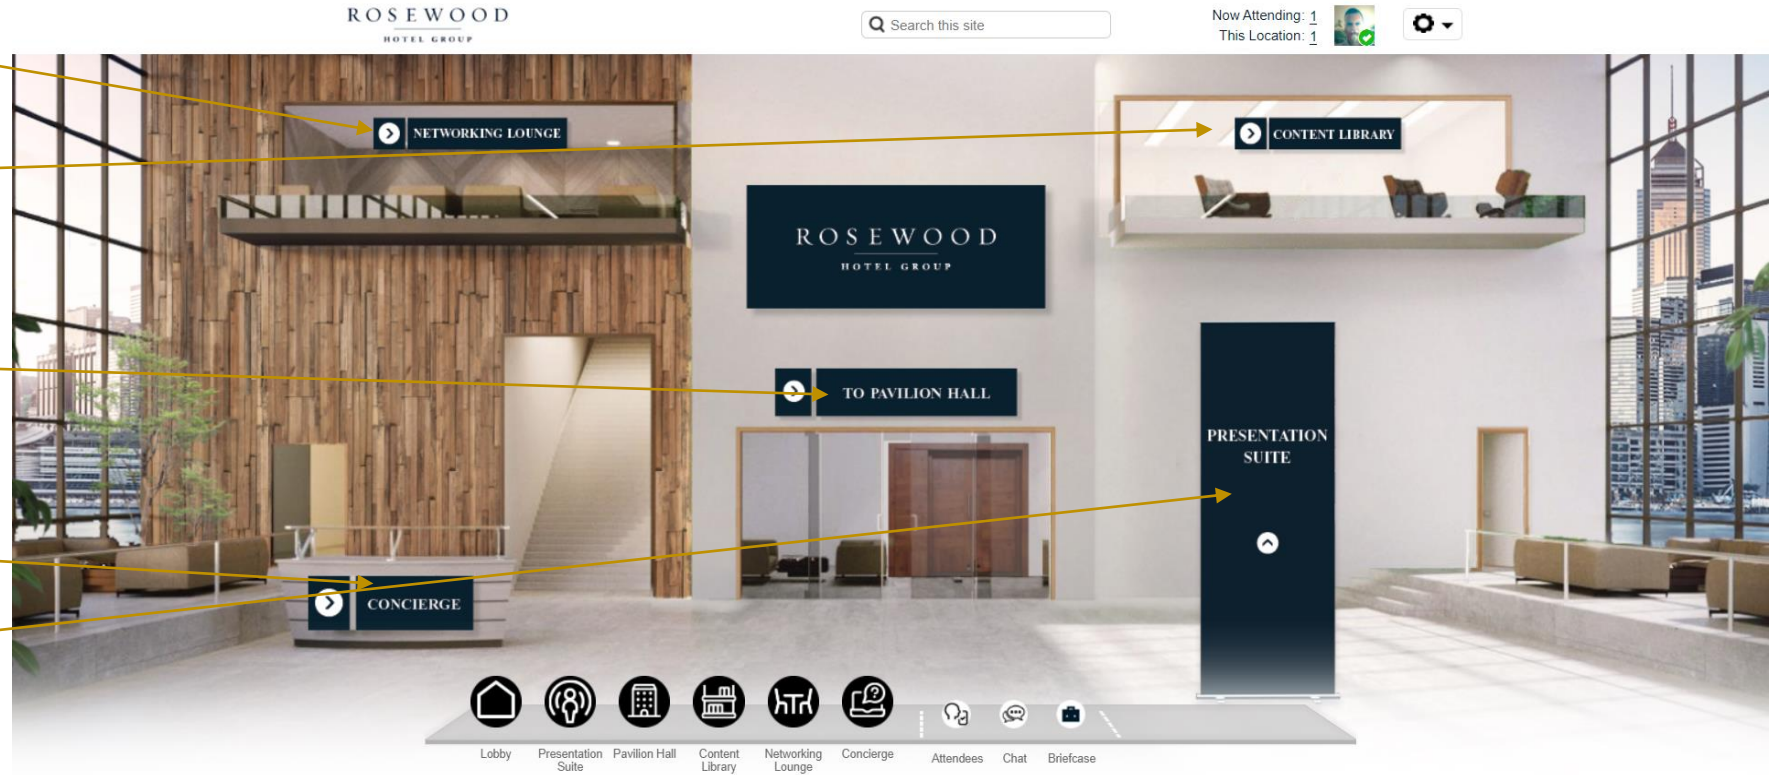 ROSEWOOD
HOTEL GROUP
Search this site
Now Attending: 1
This Location: 1
NETWORKING LOUNGE
CONTENT LIBRARY
ROSEWOOD
HOTEL GROUP
TO PAVILION HALL
PRESENTATION
SUITE
CONCIERGE
Lobby
Presentation
Suite
Pavilion Hall
Content
Library
Networking
Lounge
Concierge
Attendees
Chat
Briefcase